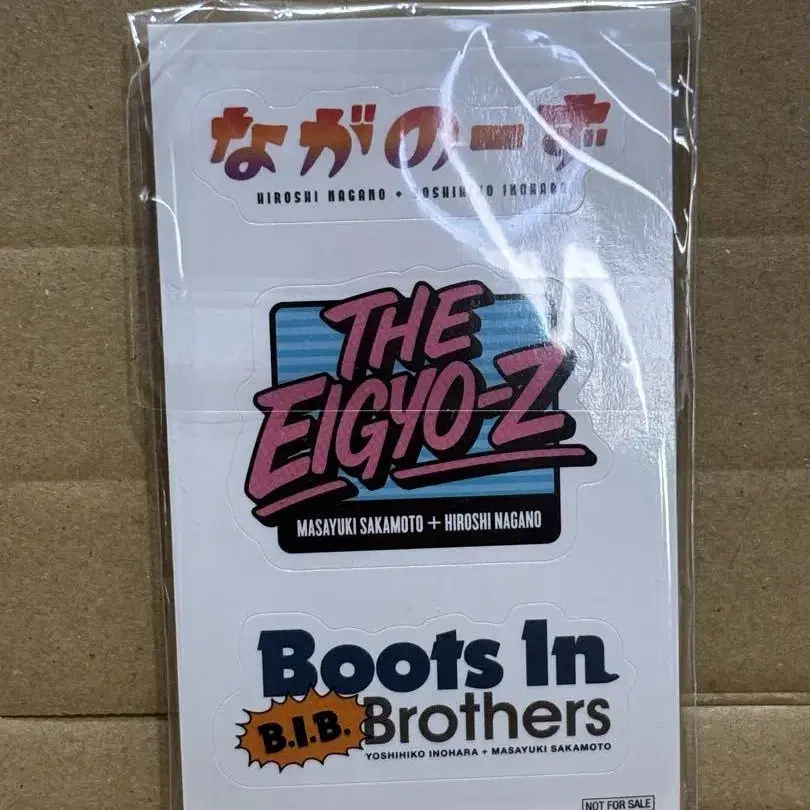 ながのーず
HIROSHI NAGANO + YOSHIHIKO INOHARA
THE
EIGYO-Z
MASAYUKI SAKAMOTO + HIROSHI NAGANO
Boots In
B.I.B. Brothers
YOSHIHIKO INOHARA + MASAYUKI SAKAMOTO
NOT FOR SALE